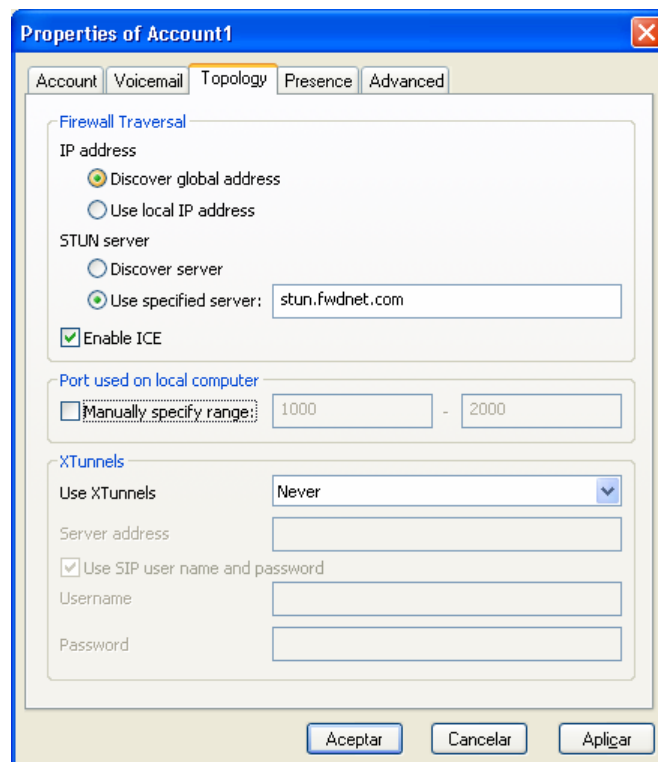 Properties of Account1
Account Voicemail Topology Presence Advanced
Firewall Traversal
IP address
Discover global address
Use local IP address
STUN server
Discover server
Use specified server: stun.fwdnet.com
Enable ICE
Port used on local computer
Manually specify range: 1000 - 2000
XTunnels
Use XTunnels Never
Server address
Use SIP user name and password
Username
Password
Aceptar Cancelar Aplicar